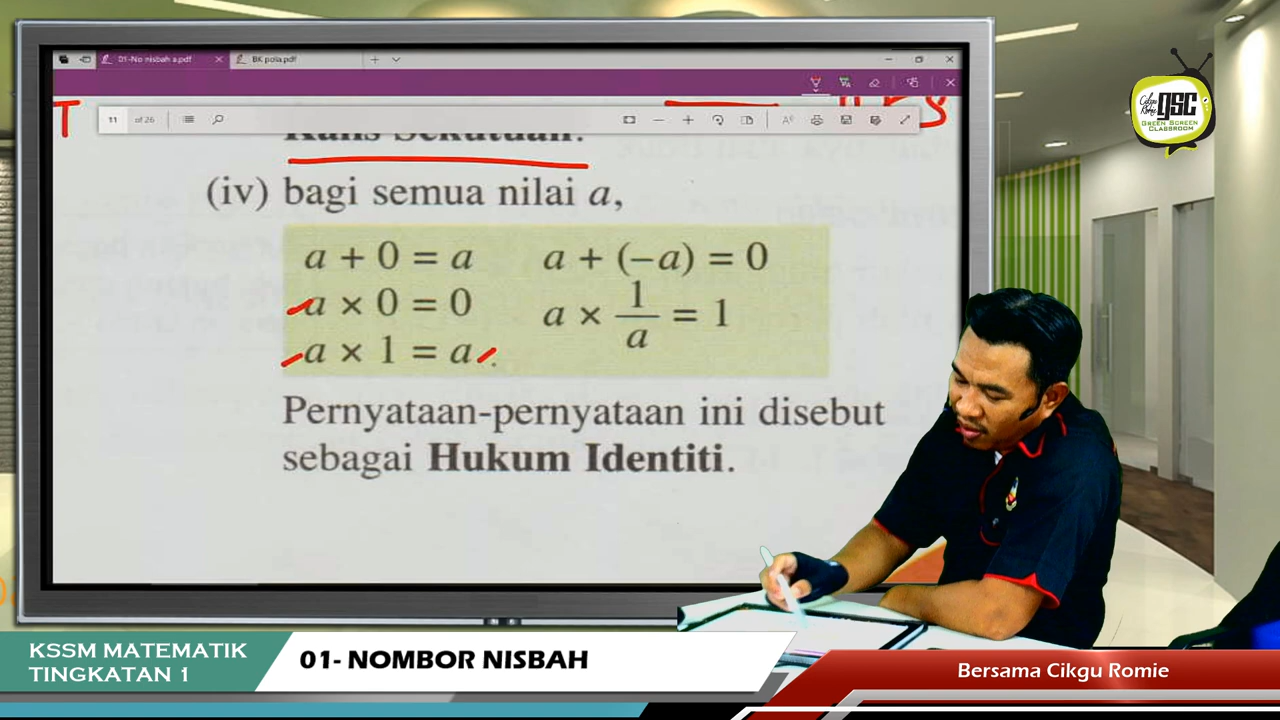 01-No nisbah a.pdf
BK pola.pdf
11 of 26
(iv) bagi semua nilai a,
a + 0 = a
a + (–a) = 0
a × 0 = 0
a × 1/a = 1
a × 1 = a.
Pernyataan-pernyataan ini disebut
sebagai Hukum Identiti.
Cikgu Romie GSC
GREEN SCREEN
CLASSROOM
KSSM MATEMATIK
TINGKATAN 1
01- NOMBOR NISBAH
Bersama Cikgu Romie